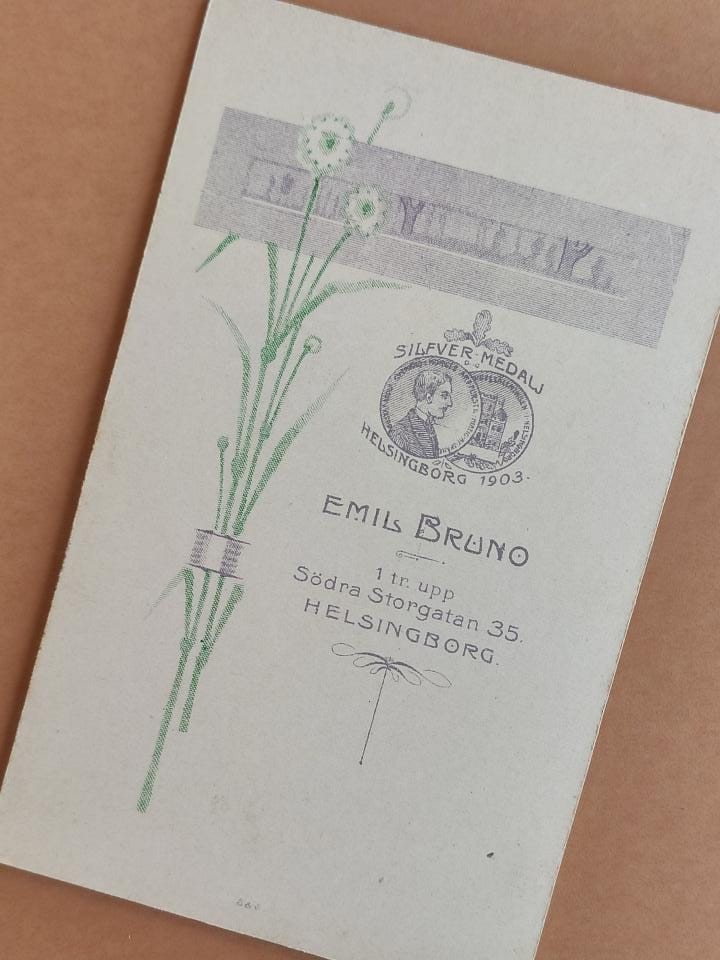 SILFVER-MEDALJ
HELSINGBORG 1903.
EMIL BRUNO
1 tr. upp
Södra Storgatan 35.
HELSINGBORG.